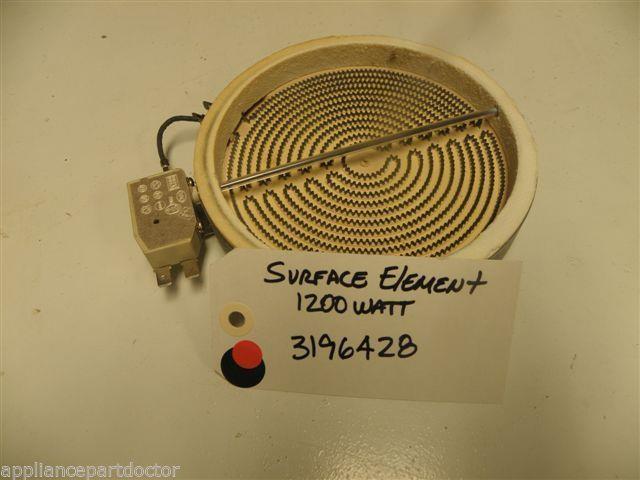 SURFACE ElEMENt
1200 WATT
3196428
appliancepartdoctor